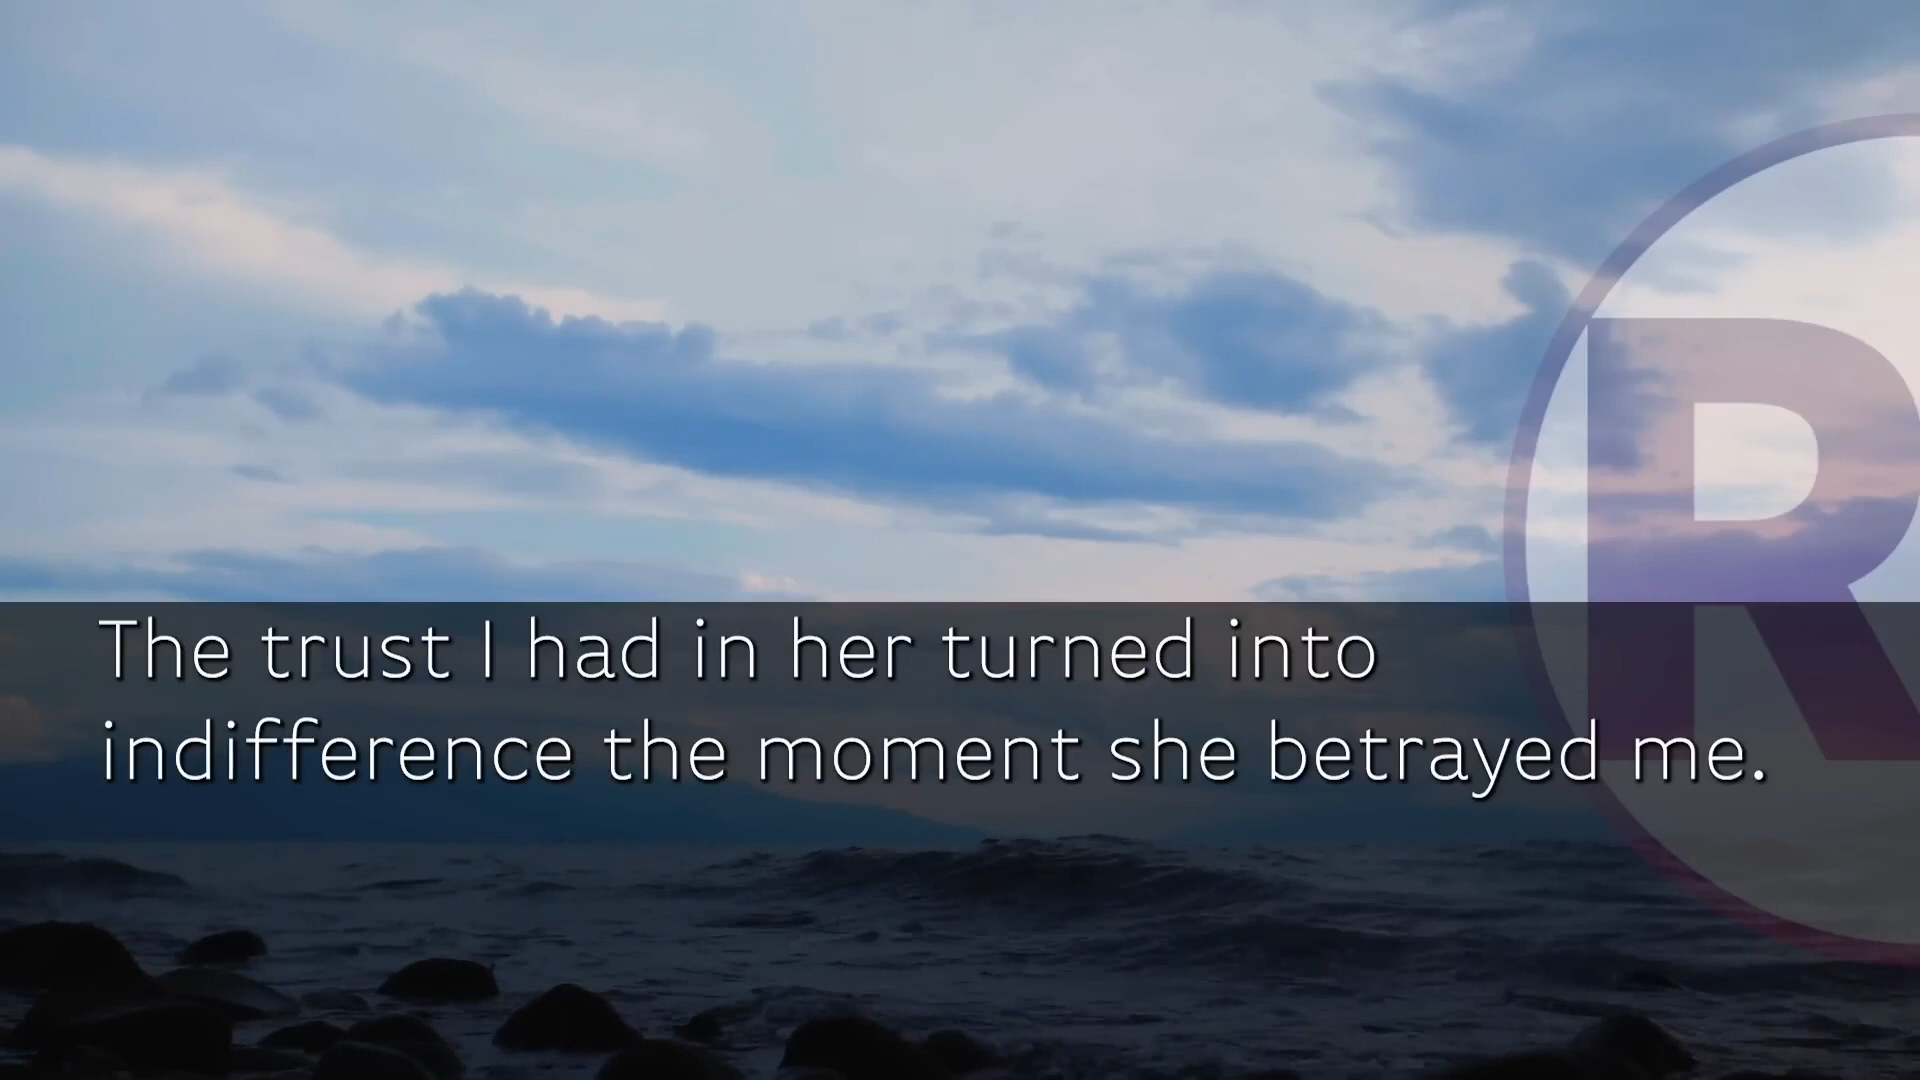 The trust I had in her turned into
indifference the moment she betrayed me.
R